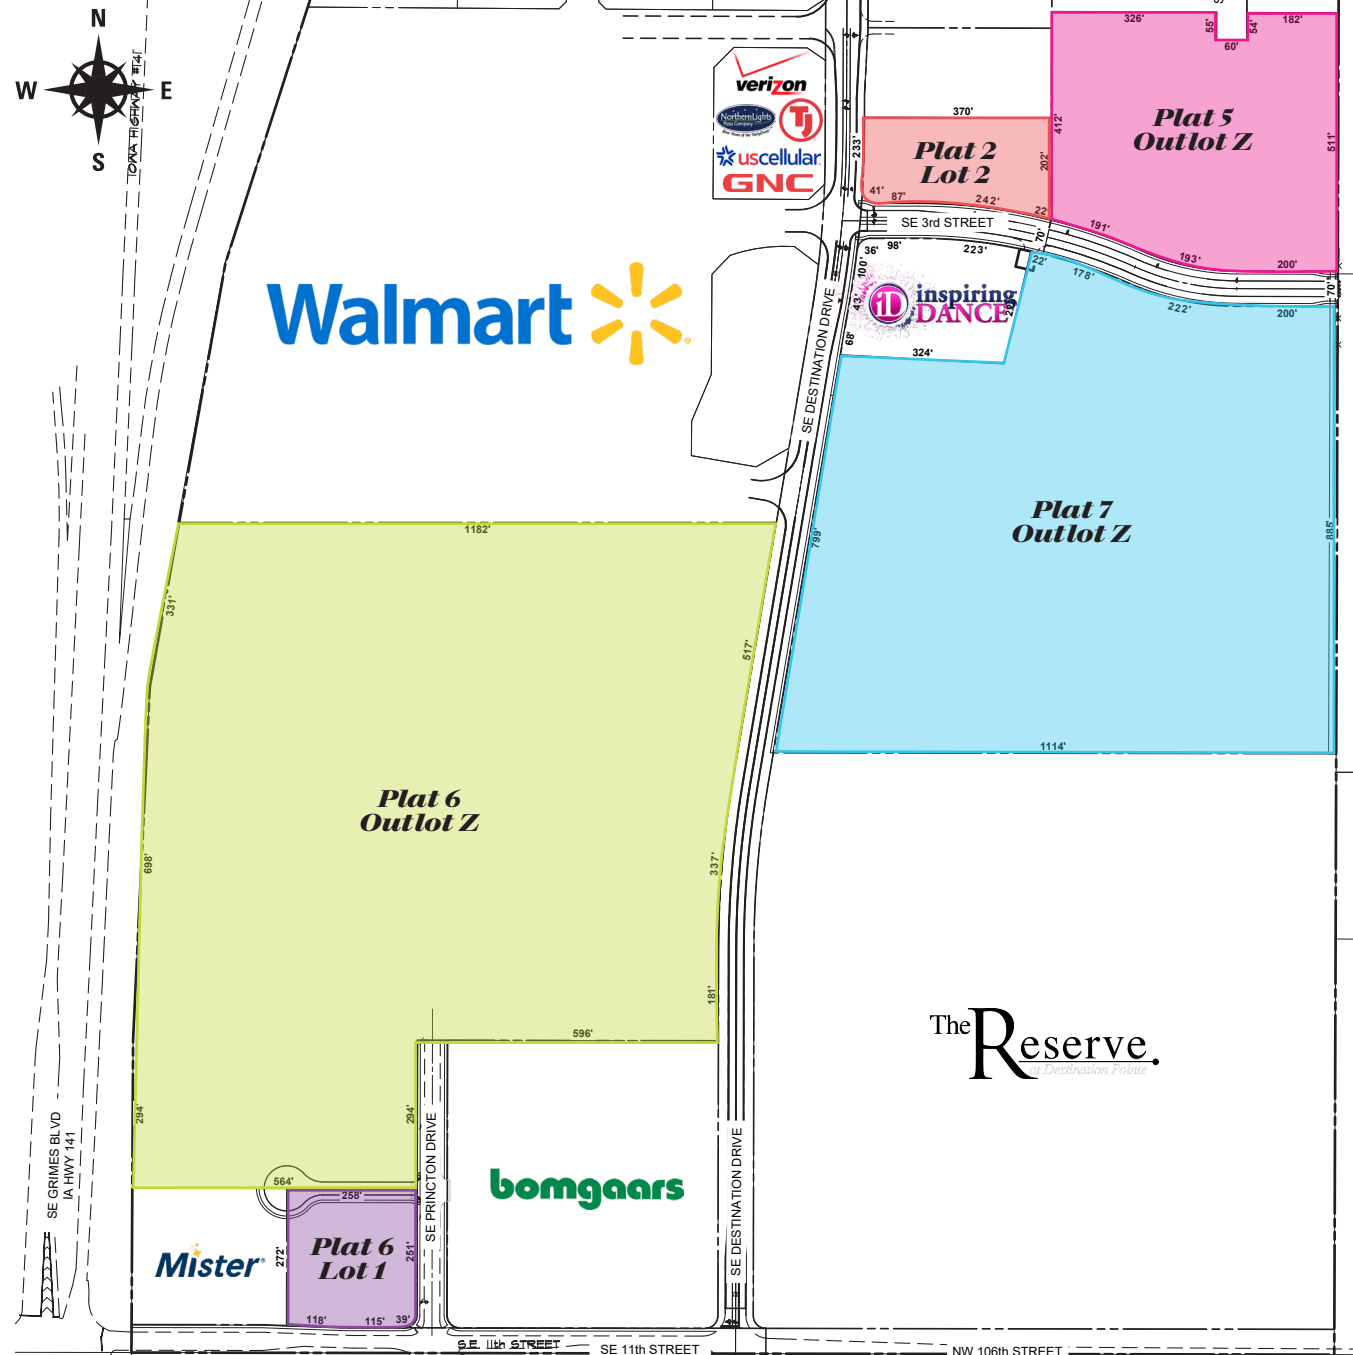 N
W
E
S
IOWA HIGHWAY #141
verizon
NorthernLights
Pizza Company
TJ
uscellular
GNC
233'
370'
Plat 2
Lot 2
202'
41'
87'
242'
22'
SE 3rd STREET
326'
55'
60'
54'
182'
412'
Plat 5
Outlot Z
511'
191'
193'
200'
70'
70'
36'
98'
223'
100'
43'
68'
iD inspiring
DANCE
324'
22'
178'
222'
200'
Walmart
SE DESTINATION DRIVE
Plat 7
Outlot Z
799'
885'
1114'
1182'
331'
517'
Plat 6
Outlot Z
698'
337'
181'
596'
294'
294'
564'
SE GRIMES BLVD
IA HWY 141
SE PRINCTON DRIVE
SE DESTINATION DRIVE
The Reserve.
at Destination Pointe
bomgaars
Mister
258'
272'
Plat 6
Lot 1
251'
118'
115'
39'
S.E. 11th STREET
SE 11th STREET
NW 106th STREET